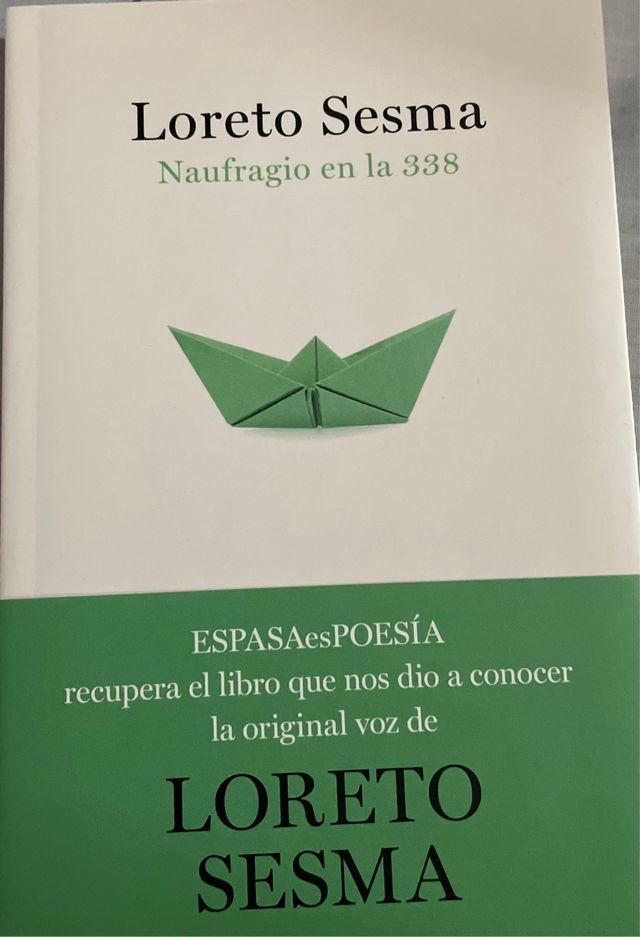 Loreto Sesma
Naufragio en la 338
ESPASAesPOESÍA
recupera el libro que nos dio a conocer
la original voz de
LORETO
SESMA